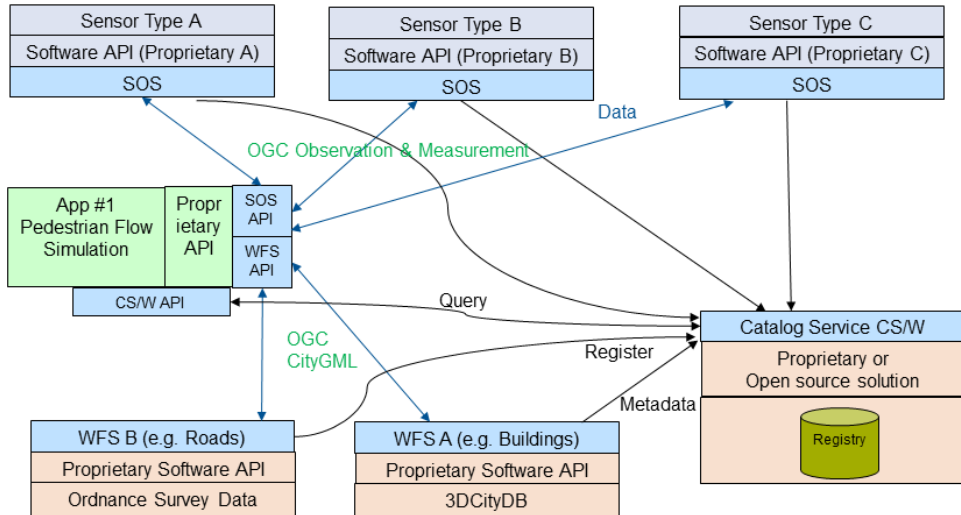 Sensor Type A
Software API (Proprietary A)
SOS
Sensor Type B
Software API (Proprietary B)
SOS
Sensor Type C
Software API (Proprietary C)
SOS
Data
OGC Observation & Measurement
App #1
Pedestrian Flow
Simulation
Propr
ietary
API
SOS
API
WFS
API
CS/W API
Query
OGC
CityGML
Register
Metadata
Catalog Service CS/W
Proprietary or
Open source solution
Registry
WFS B (e.g. Roads)
Proprietary Software API
Ordnance Survey Data
WFS A (e.g. Buildings)
Proprietary Software API
3DCityDB